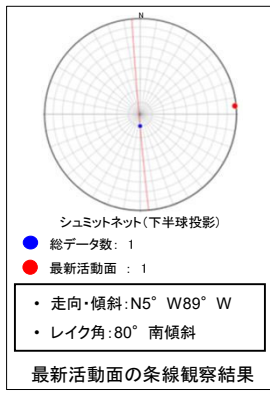 N
シュミットネット(下半球投影)
総データ数: 1
最新活動面 : 1
・ 走向・傾斜:N5° W89° W
・ レイク角:80° 南傾斜
最新活動面の条線観察結果